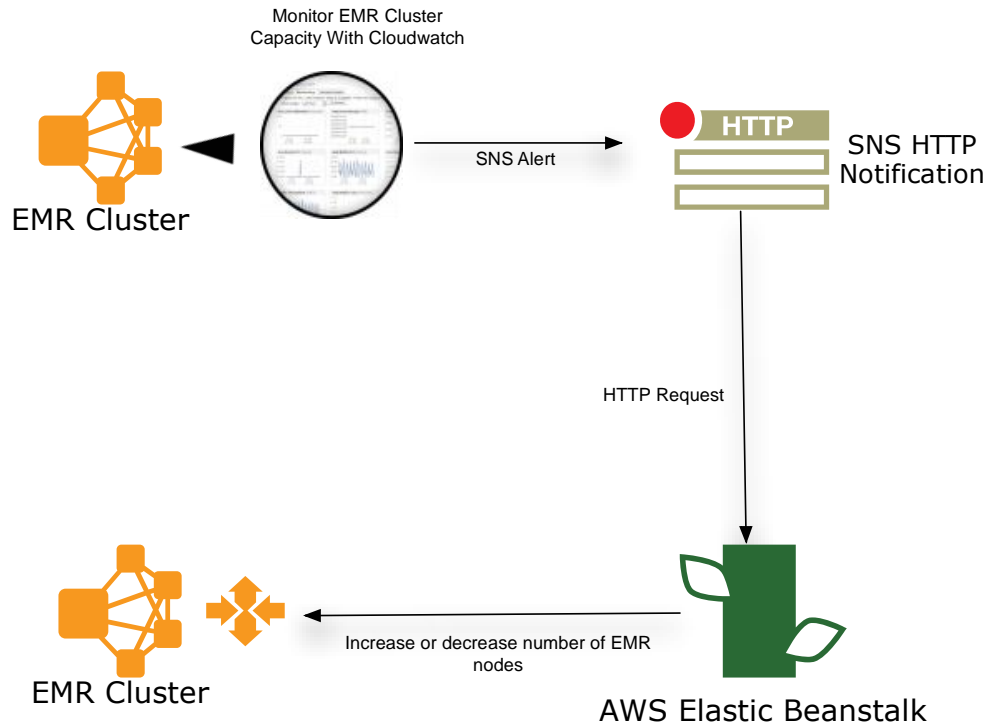 Monitor EMR Cluster
Capacity With Cloudwatch
HTTP
SNS Alert
SNS HTTP
Notification
EMR Cluster
HTTP Request
Increase or decrease number of EMR
nodes
EMR Cluster
AWS Elastic Beanstalk